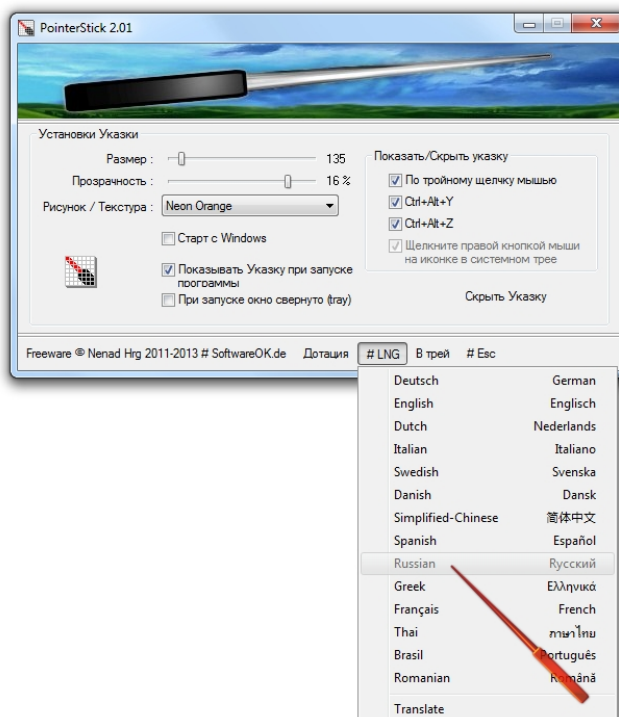 PointerStick 2.01
Установки Указки
Размер : 135
Прозрачность : 16 %
Рисунок / Текстура : Neon Orange
Старт с Windows
Показывать Указку при запуске
программы
При запуске окно свернуто (tray)
Показать/Скрыть указку
По тройному щелчку мышью
Ctrl+Alt+Y
Ctrl+Alt+Z
Щелкните правой кнопкой мыши
на иконке в системном трее
Скрыть Указку
Freeware © Nenad Hrg 2011-2013 # SoftwareOK.de Дотация # LNG В трей # Esc
Deutsch German
English Englisch
Dutch Nederlands
Italian Italiano
Swedish Svenska
Danish Dansk
Simplified-Chinese 简体中文
Spanish Español
Russian Русский
Greek Ελληνικά
Français French
Thai ภาษาไทย
Brasil Português
Romanian Română
Translate